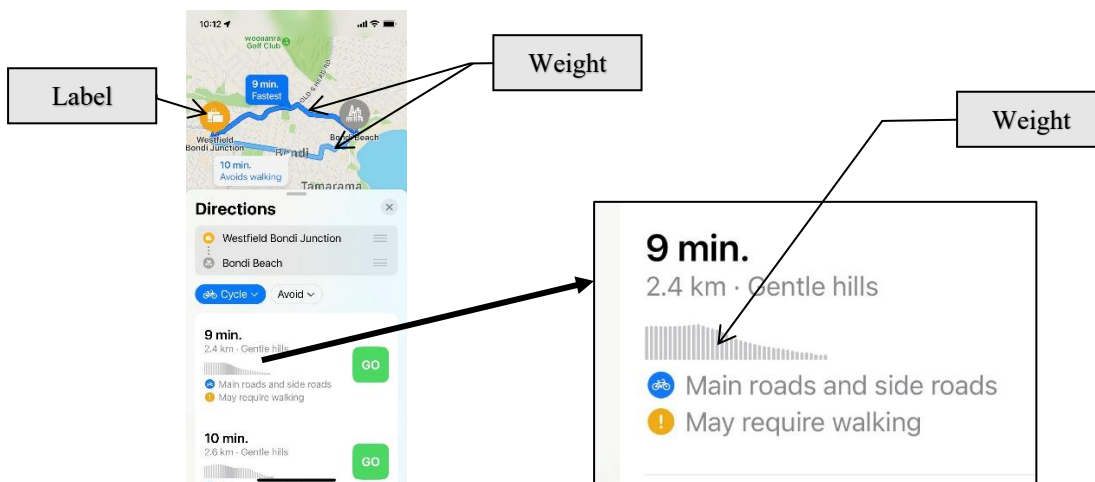 10:12
Woollahra
Golf Club
OLD S HEAD RD
9 min.
Fastest
Westfield
Bondi Junction
Bondi Beach
Bondi
10 min.
Avoids walking
Tamarama
Directions
Westfield Bondi Junction
Bondi Beach
Cycle
Avoid
9 min.
2.4 km · Gentle hills
GO
Main roads and side roads
May require walking
10 min.
2.6 km · Gentle hills
GO
Label
Weight
Weight
9 min.
2.4 km · Gentle hills
Main roads and side roads
May require walking